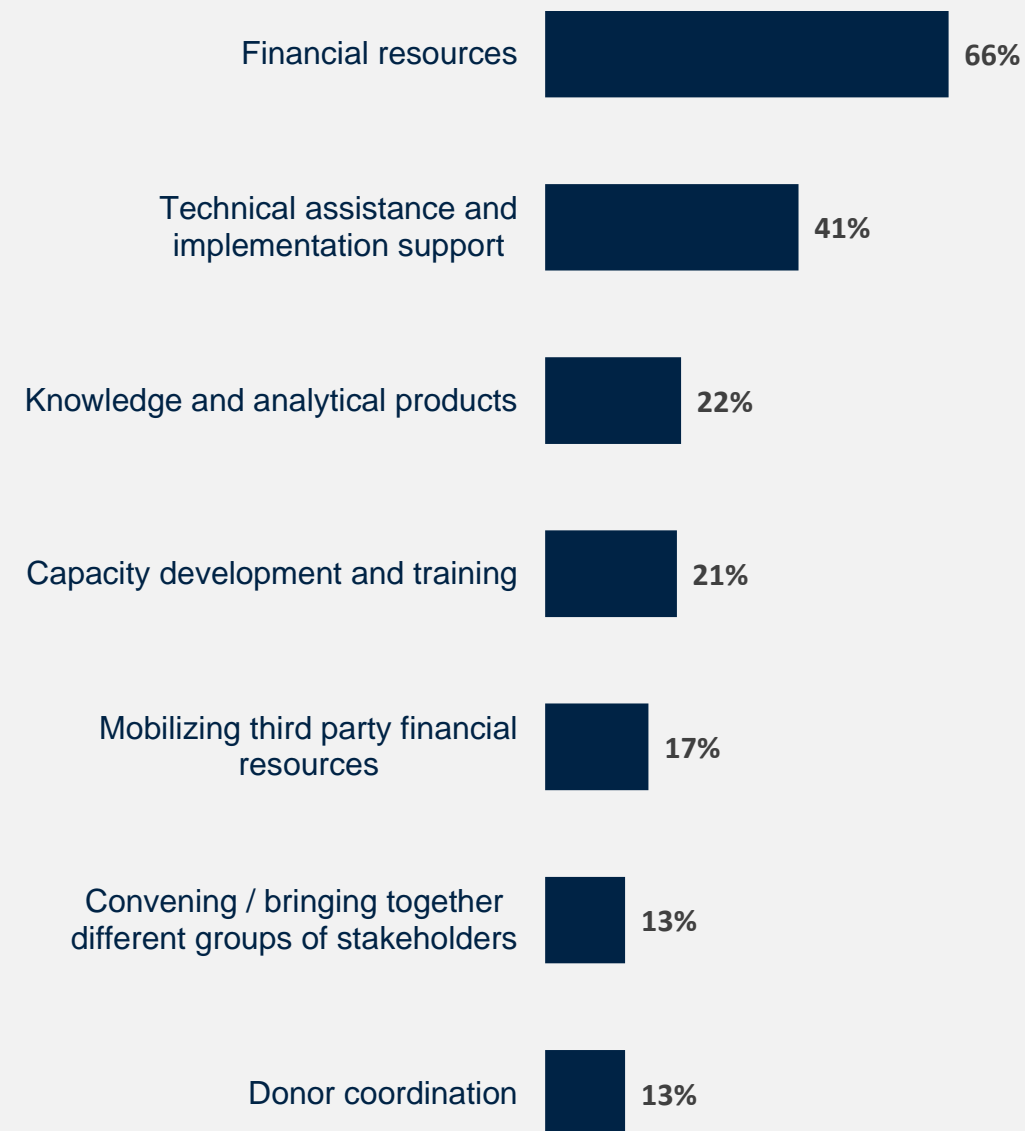 Financial resources
66%
Technical assistance and
implementation support
41%
Knowledge and analytical products
22%
Capacity development and training
21%
Mobilizing third party financial
resources
17%
Convening / bringing together
different groups of stakeholders
13%
Donor coordination
13%